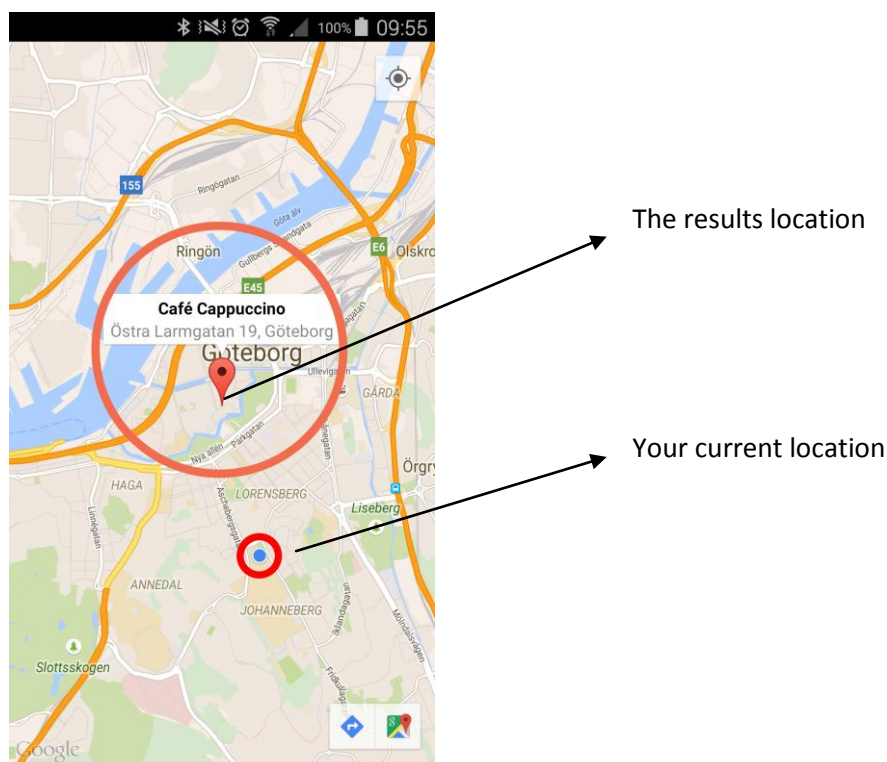 100% 09:55
155
Ringögatan
Göta älv
Ringön
Gullbergs Strandgata
E6
Olskro
E45
Café Cappuccino
Östra Larmgatan 19, Göteborg
Göteborg
Ullevigatan
GÅRDA
Nya allén
Parkgatan
Örgry
HAGA
LORENSBERG
Linnégatan
Aschebergsgatan
Liseberg
ANNEDAL
JOHANNEBERG
Eklandagatan
Mölndalsvägen
Slottsskogen
Google
The results location
Your current location